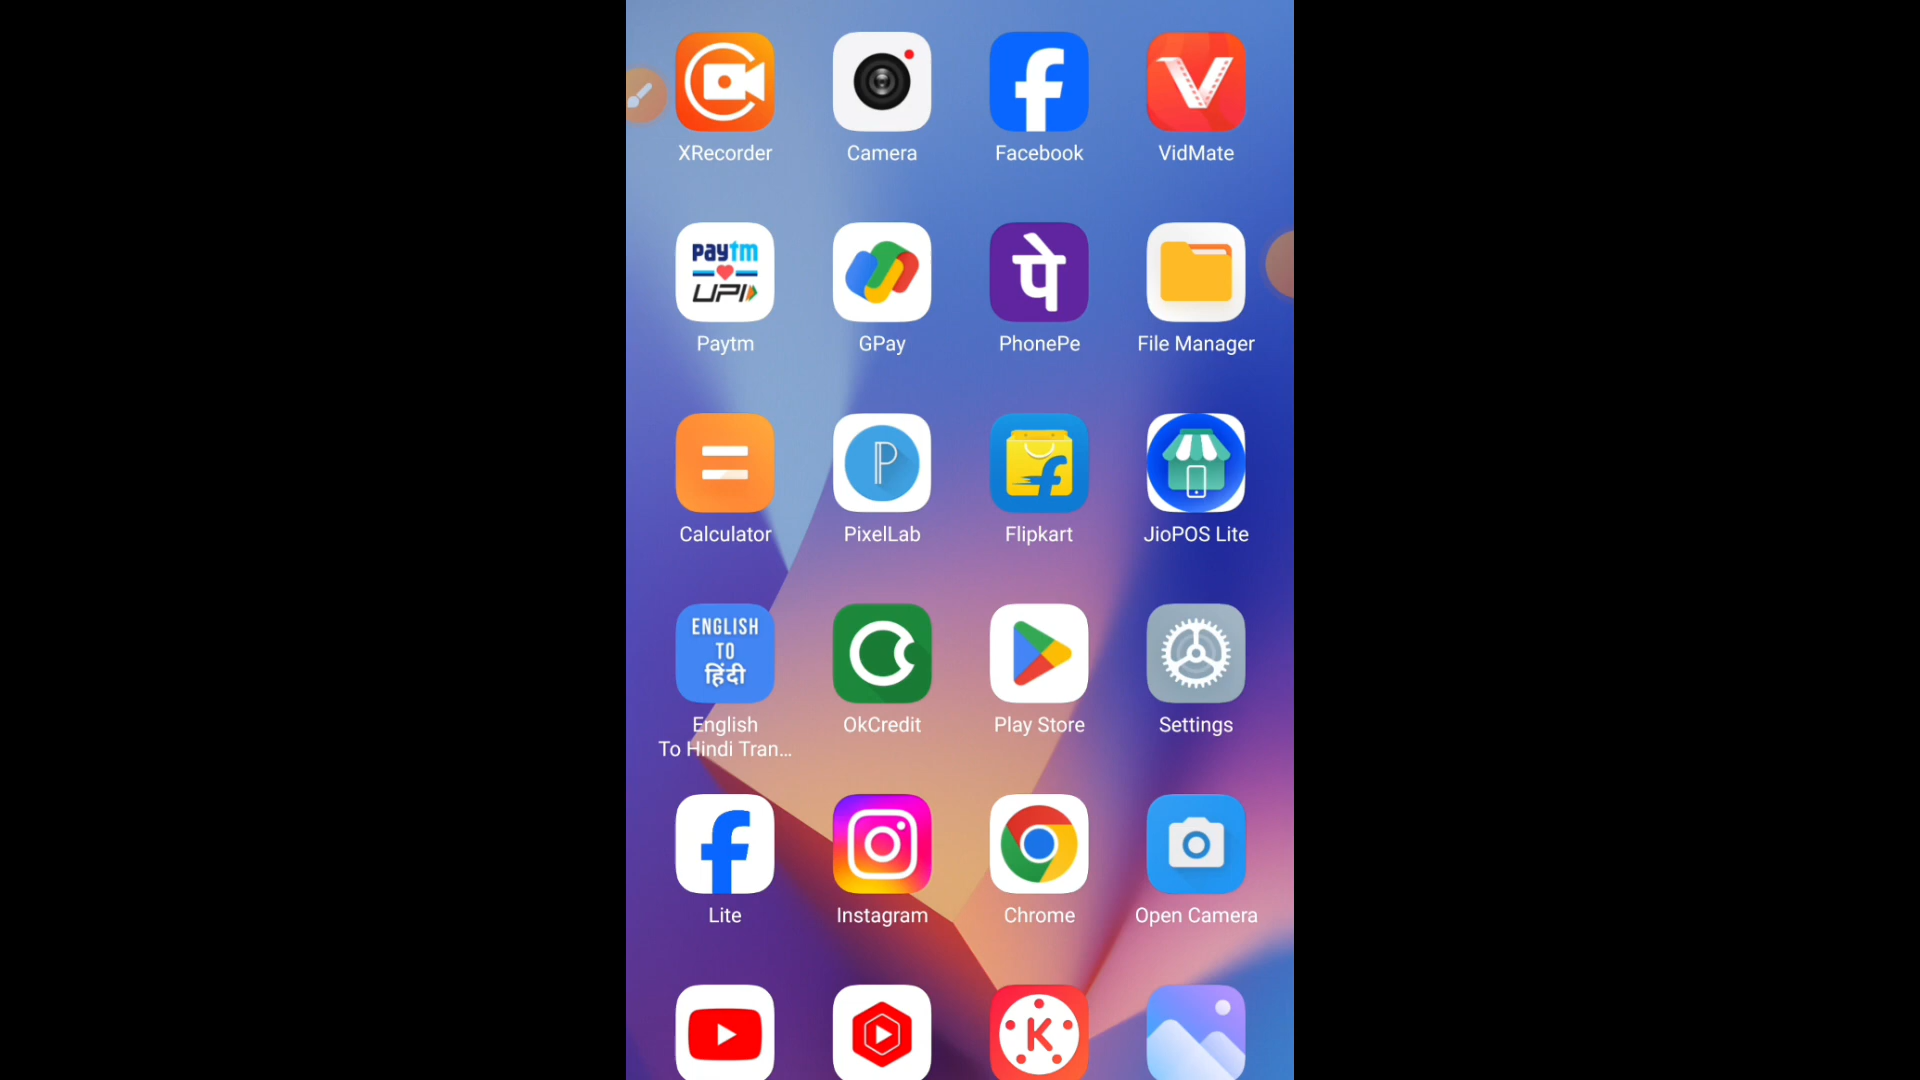 XRecorder
Camera
Facebook
VidMate
paytm
UPI
पे
Paytm
GPay
PhonePe
File Manager
P
f
Calculator
PixelLab
Flipkart
JioPOS Lite
ENGLISH
TO
हिंदी
English
To Hindi Tran...
OkCredit
Play Store
Settings
Lite
Instagram
Chrome
Open Camera
K